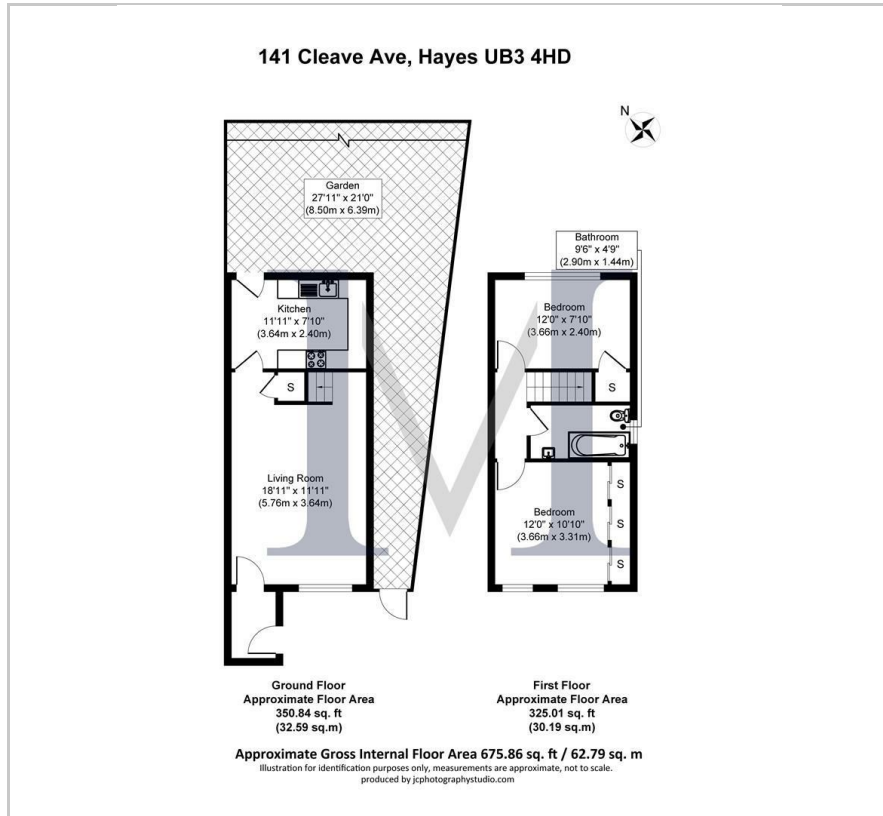 141 Cleave Ave, Hayes UB3 4HD
N
Garden
27'11" x 21'0"
(8.50m x 6.39m)
Kitchen
11'11" x 7'10"
(3.64m x 2.40m)
S
Living Room
18'11" x 11'11"
(5.76m x 3.64m)
Bathroom
9'6" x 4'9"
(2.90m x 1.44m)
Bedroom
12'0" x 7'10"
(3.66m x 2.40m)
S
Bedroom
12'0" x 10'10"
(3.66m x 3.31m)
S
S
S
Ground Floor
Approximate Floor Area
350.84 sq. ft
(32.59 sq.m)
First Floor
Approximate Floor Area
325.01 sq. ft
(30.19 sq.m)
Approximate Gross Internal Floor Area 675.86 sq. ft / 62.79 sq. m
Illustration for identification purposes only, measurements are approximate, not to scale.
produced by jcphotographystudio.com
I V I